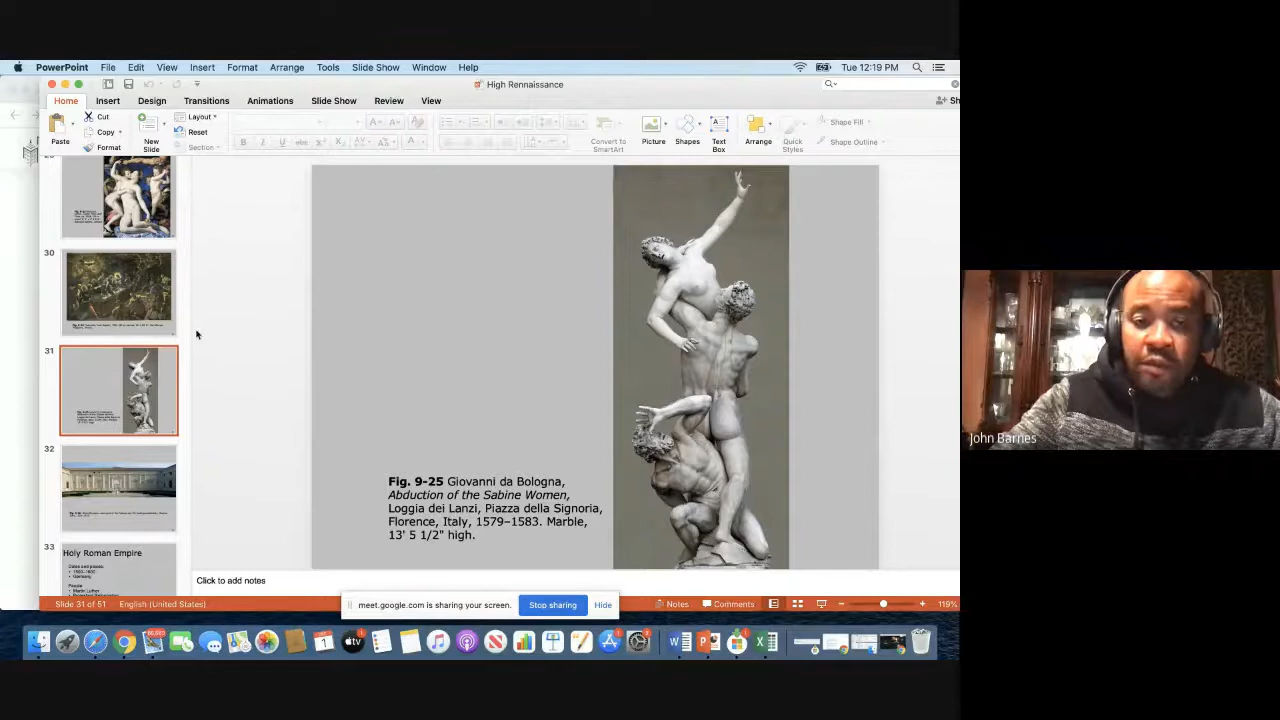 PowerPoint File Edit View Insert Format Arrange Tools Slide Show Window Help Tue 12:19 PM
High Rennaissance
Home Insert Design Transitions Animations Slide Show Review View Sh
Paste Cut Copy Format New Slide Layout Reset Section
Convert to SmartArt Picture Shapes Text Box Arrange Quick Styles Shape Fill Shape Outline
30
31
32
33
Holy Roman Empire
Fig. 9-25 Giovanni da Bologna,
Abduction of the Sabine Women,
Loggia dei Lanzi, Piazza della Signoria,
Florence, Italy, 1579–1583. Marble,
13' 5 1/2" high.
John Barnes
Click to add notes
meet.google.com is sharing your screen. Stop sharing Hide
Slide 31 of 51 English (United States) Notes Comments 119%
tv